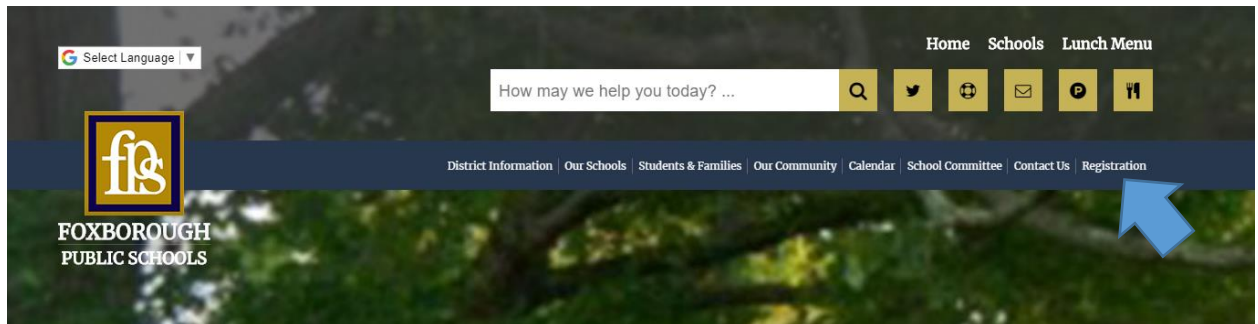 Home Schools Lunch Menu
Select Language ▼
How may we help you today? ...
District Information | Our Schools | Students & Families | Our Community | Calendar | School Committee | Contact Us | Registration
fps
FOXBOROUGH
PUBLIC SCHOOLS